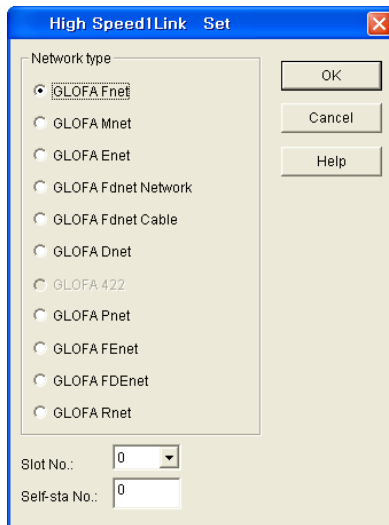 High Speed1Link Set
Network type
GLOFA Fnet
GLOFA Mnet
GLOFA Enet
GLOFA Fdnet Network
GLOFA Fdnet Cable
GLOFA Dnet
GLOFA 422
GLOFA Pnet
GLOFA FEnet
GLOFA FDEnet
GLOFA Rnet
OK
Cancel
Help
Slot No.: 0
Self-sta No.: 0